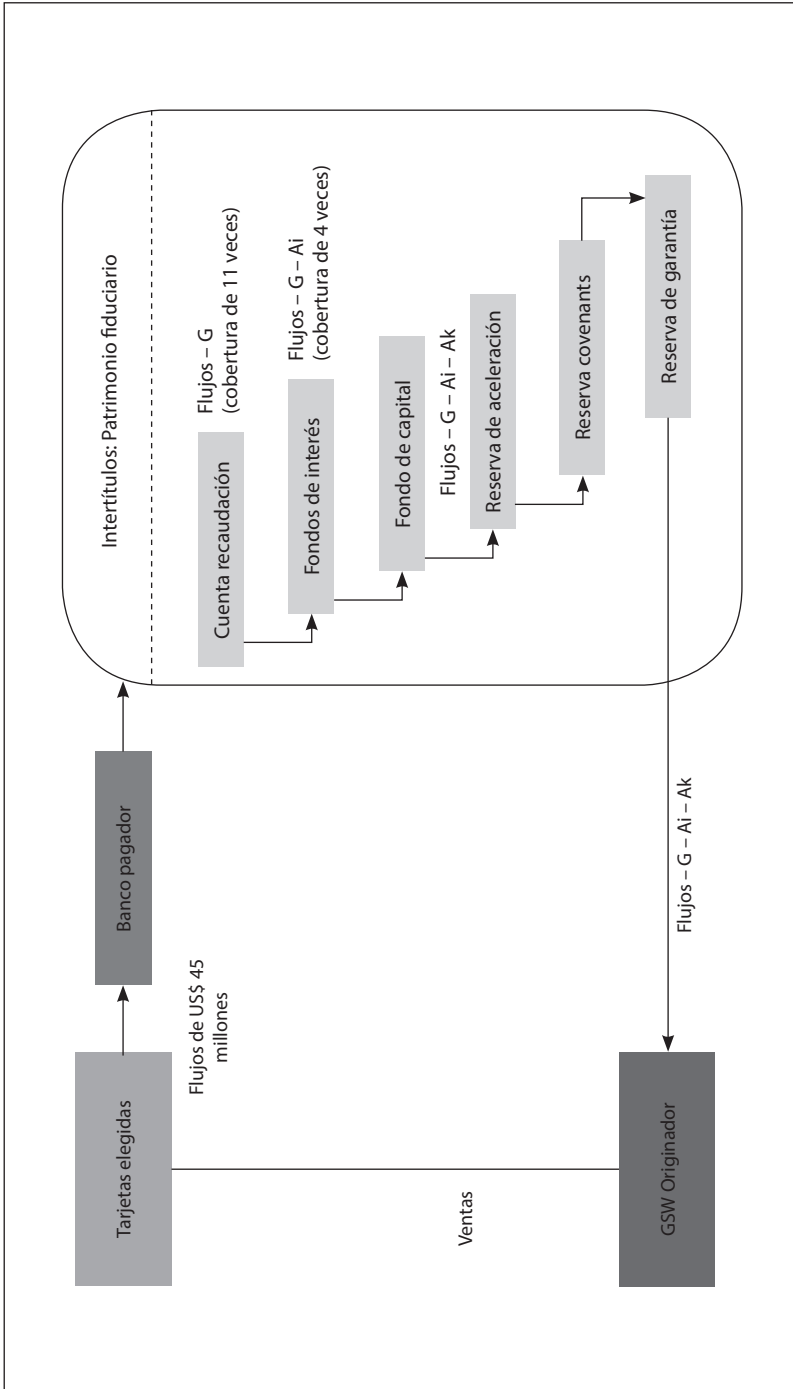 Tarjetas elegidas
Flujos de US$ 45
millones
Banco pagador
Ventas
GSW Originador
Intertítulos: Patrimonio fiduciario
Cuenta recaudación
Flujos – G
(cobertura de 11 veces)
Fondos de interés
Flujos – G – Ai
(cobertura de 4 veces)
Fondo de capital
Flujos – G – Ai – Ak
Reserva de aceleración
Reserva covenants
Reserva de garantía
Flujos – G – Ai – Ak